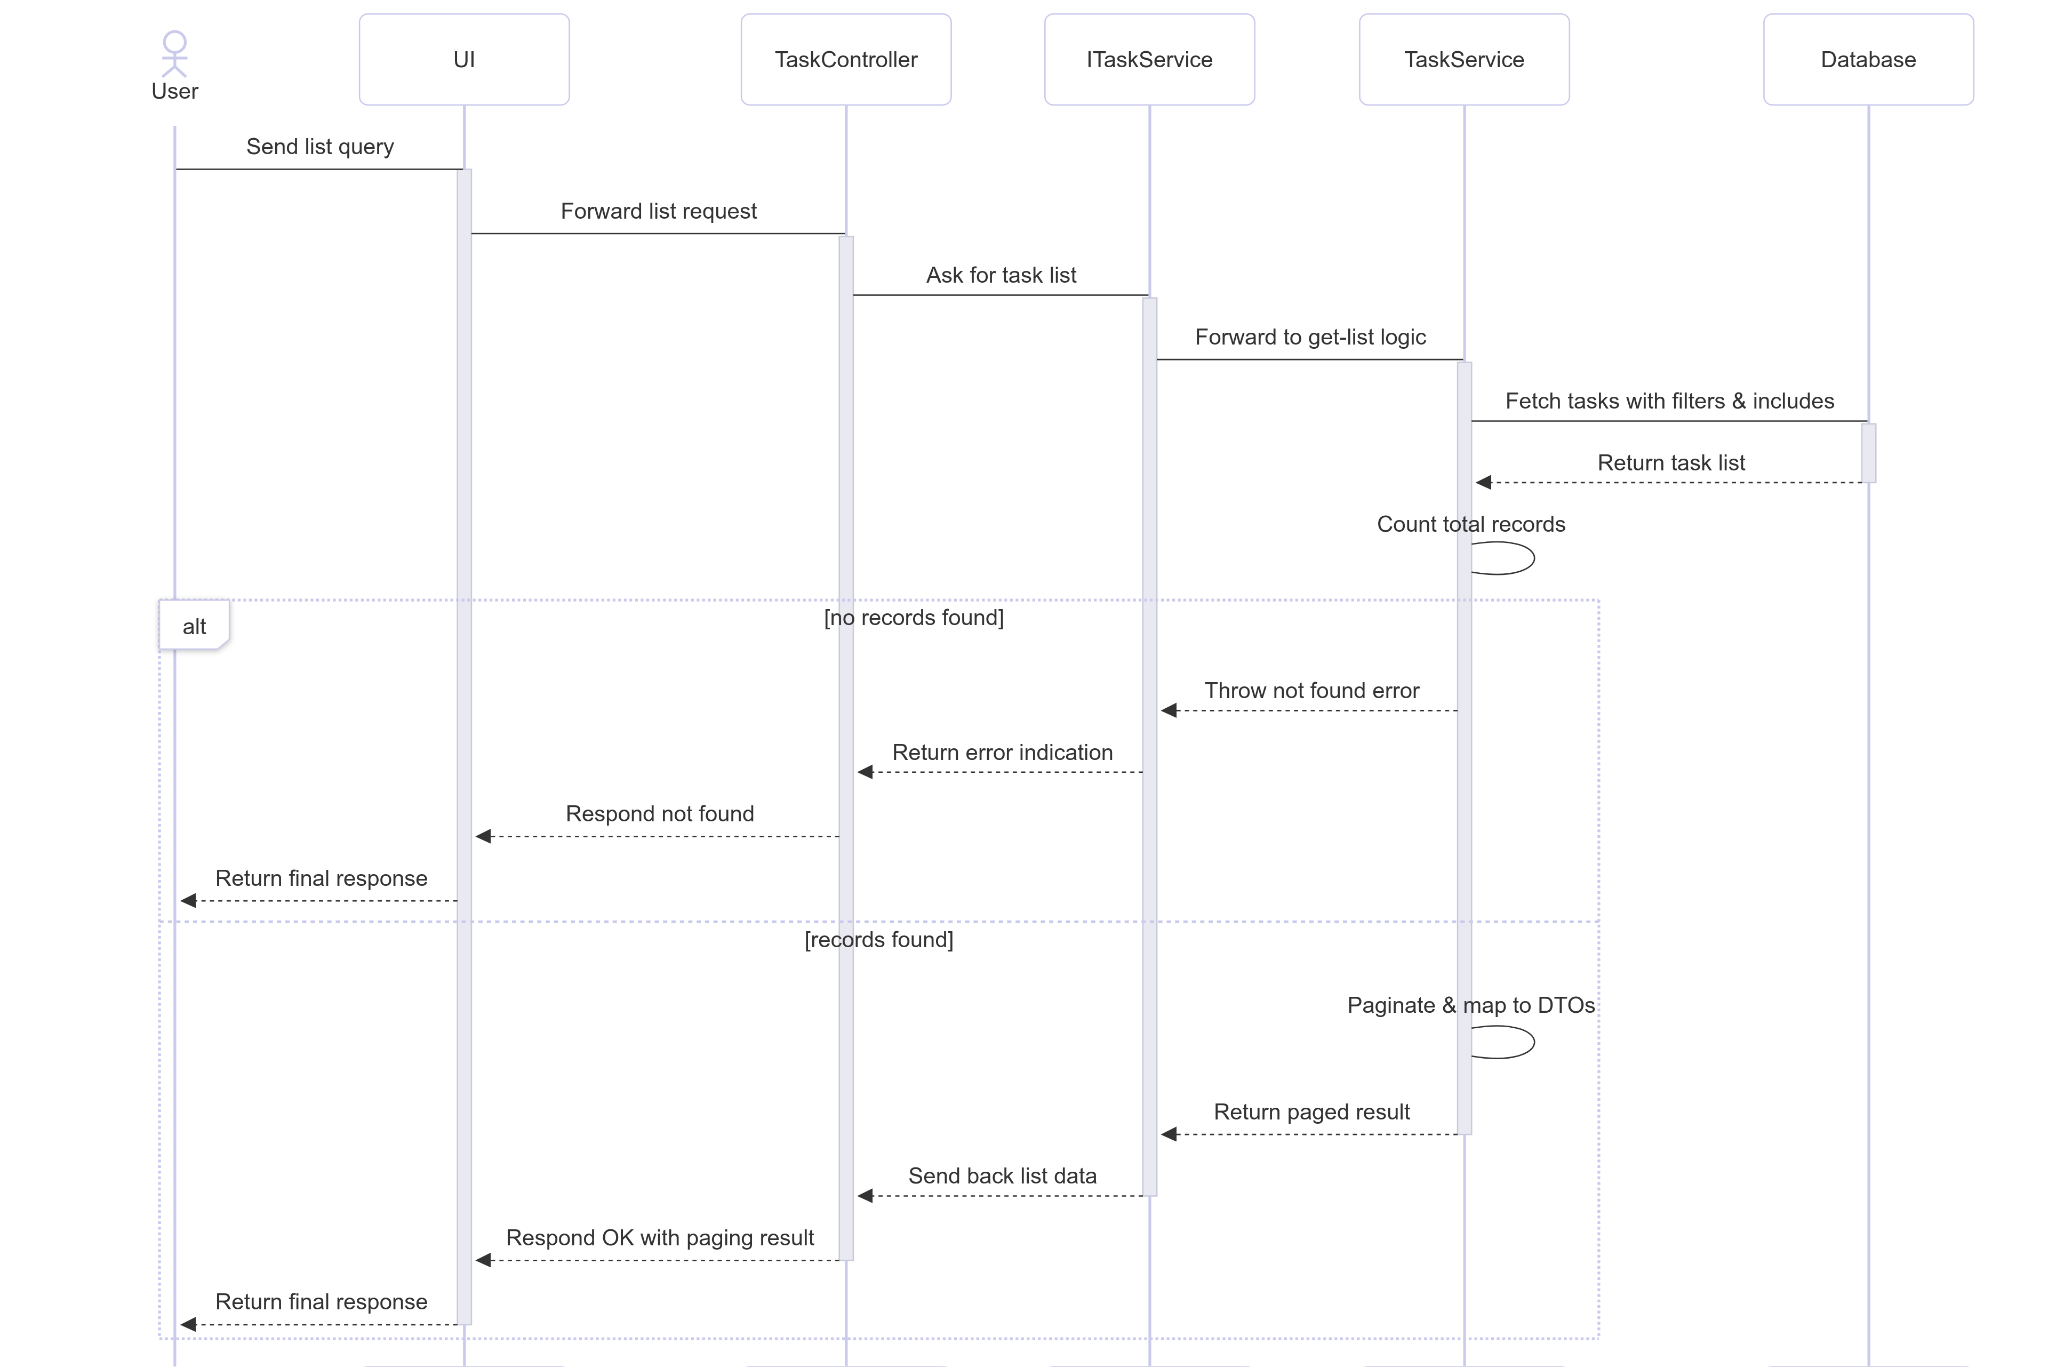 User
UI
TaskController
ITaskService
TaskService
Database
Send list query
Forward list request
Ask for task list
Forward to get-list logic
Fetch tasks with filters & includes
Return task list
Count total records
alt
[no records found]
Throw not found error
Return error indication
Respond not found
Return final response
[records found]
Paginate & map to DTOs
Return paged result
Send back list data
Respond OK with paging result
Return final response